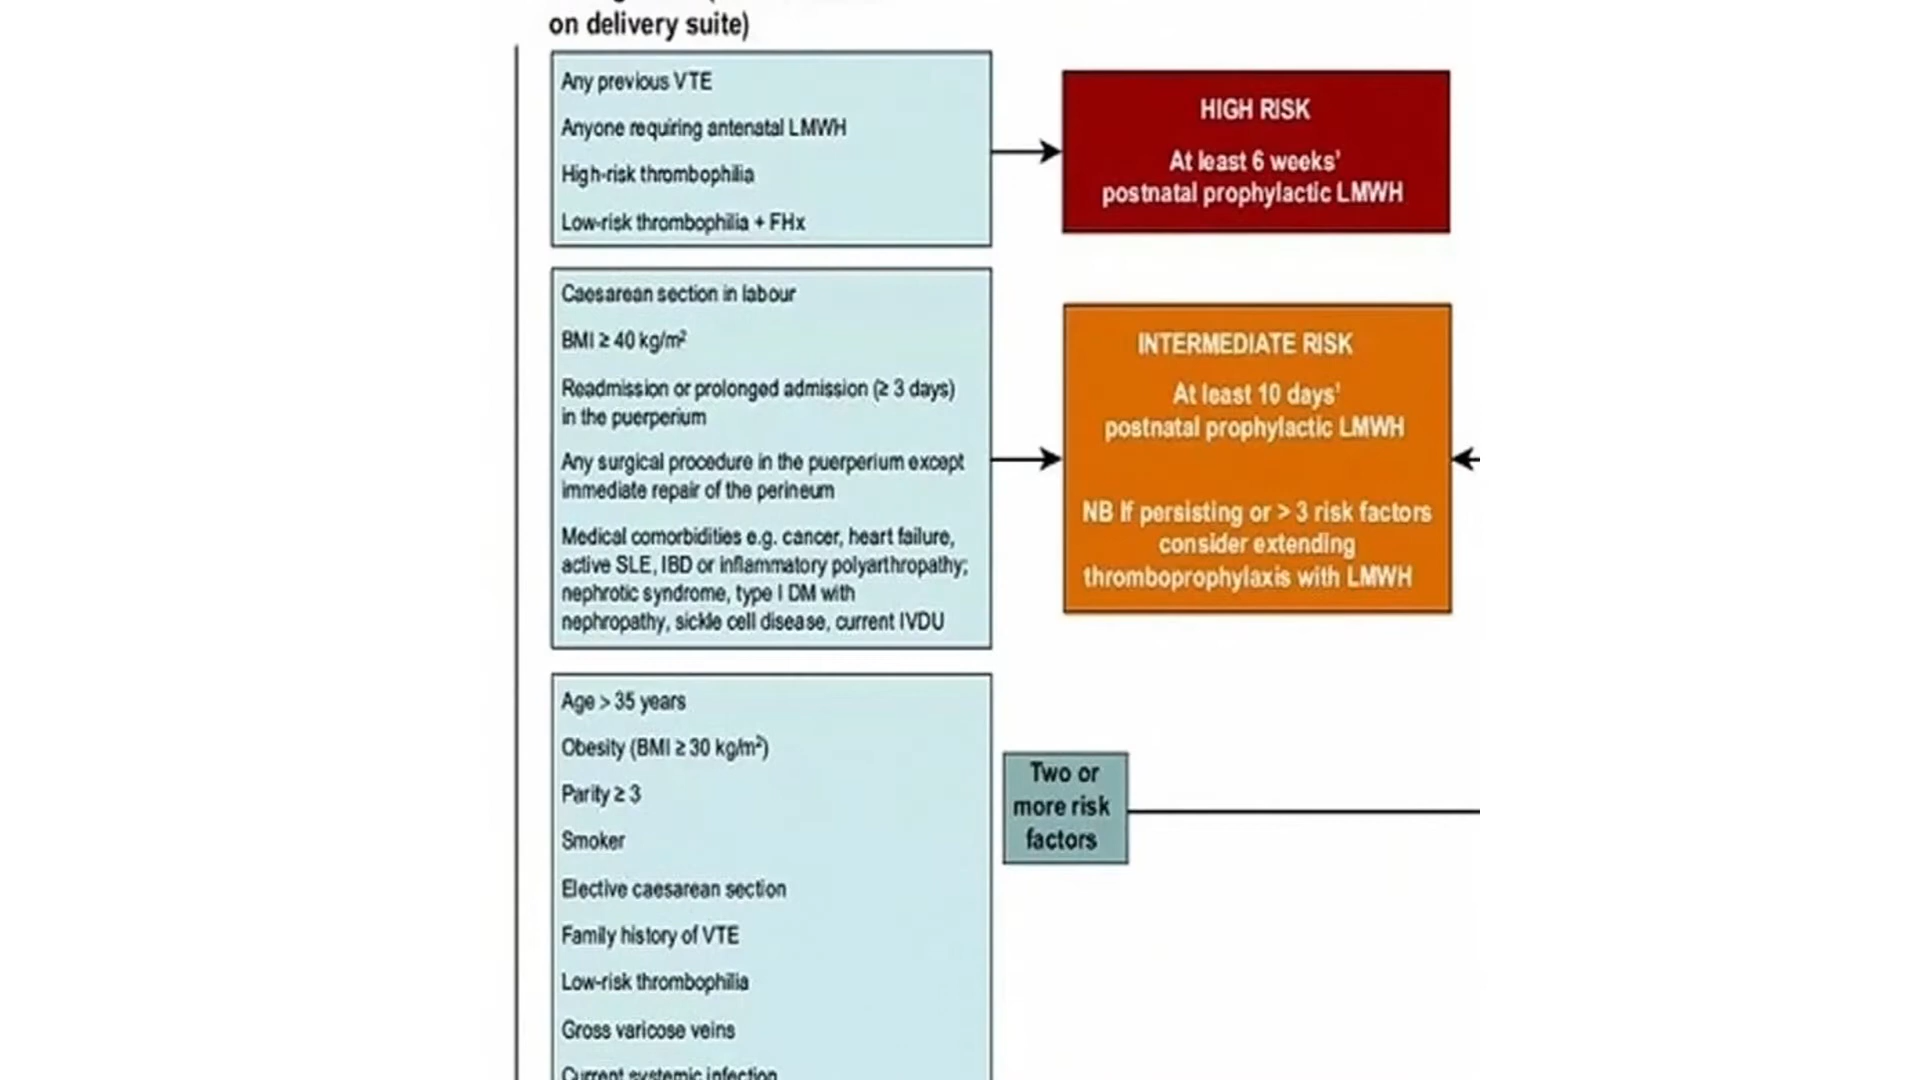 on delivery suite)
Any previous VTE
Anyone requiring antenatal LMWH
High-risk thrombophilia
Low-risk thrombophilia + FHx
HIGH RISK
At least 6 weeks'
postnatal prophylactic LMWH
Caesarean section in labour
BMI ≥ 40 kg/m²
Readmission or prolonged admission (≥ 3 days)
in the puerperium
Any surgical procedure in the puerperium except
immediate repair of the perineum
Medical comorbidities e.g. cancer, heart failure,
active SLE, IBD or inflammatory polyarthropathy;
nephrotic syndrome, type I DM with
nephropathy, sickle cell disease, current IVDU
INTERMEDIATE RISK
At least 10 days'
postnatal prophylactic LMWH
NB If persisting or > 3 risk factors
consider extending
thromboprophylaxis with LMWH
Age > 35 years
Obesity (BMI ≥ 30 kg/m²)
Parity ≥ 3
Smoker
Elective caesarean section
Family history of VTE
Low-risk thrombophilia
Gross varicose veins
Current systemic infection
Two or
more risk
factors